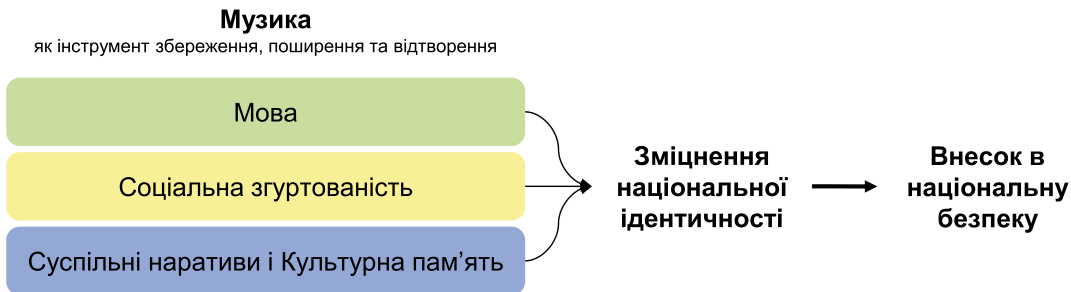 Музика
як інструмент збереження, поширення та відтворення
Мова
Соціальна згуртованість
Суспільні наративи і Культурна пам’ять
Зміцнення
національної
ідентичності
Внесок в
національну
безпеку